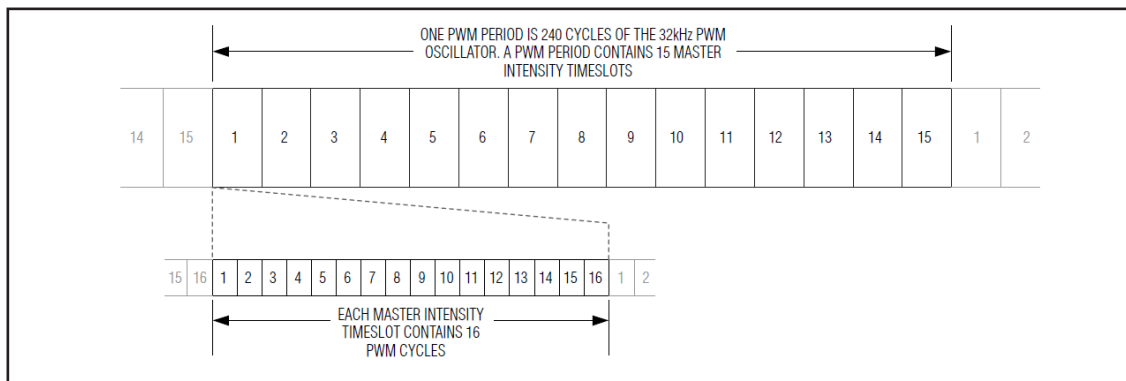 ONE PWM PERIOD IS 240 CYCLES OF THE 32kHz PWM
OSCILLATOR. A PWM PERIOD CONTAINS 15 MASTER
INTENSITY TIMESLOTS
14 15 1 2 3 4 5 6 7 8 9 10 11 12 13 14 15 1 2
15 16 1 2 3 4 5 6 7 8 9 10 11 12 13 14 15 16 1 2
EACH MASTER INTENSITY
TIMESLOT CONTAINS 16
PWM CYCLES